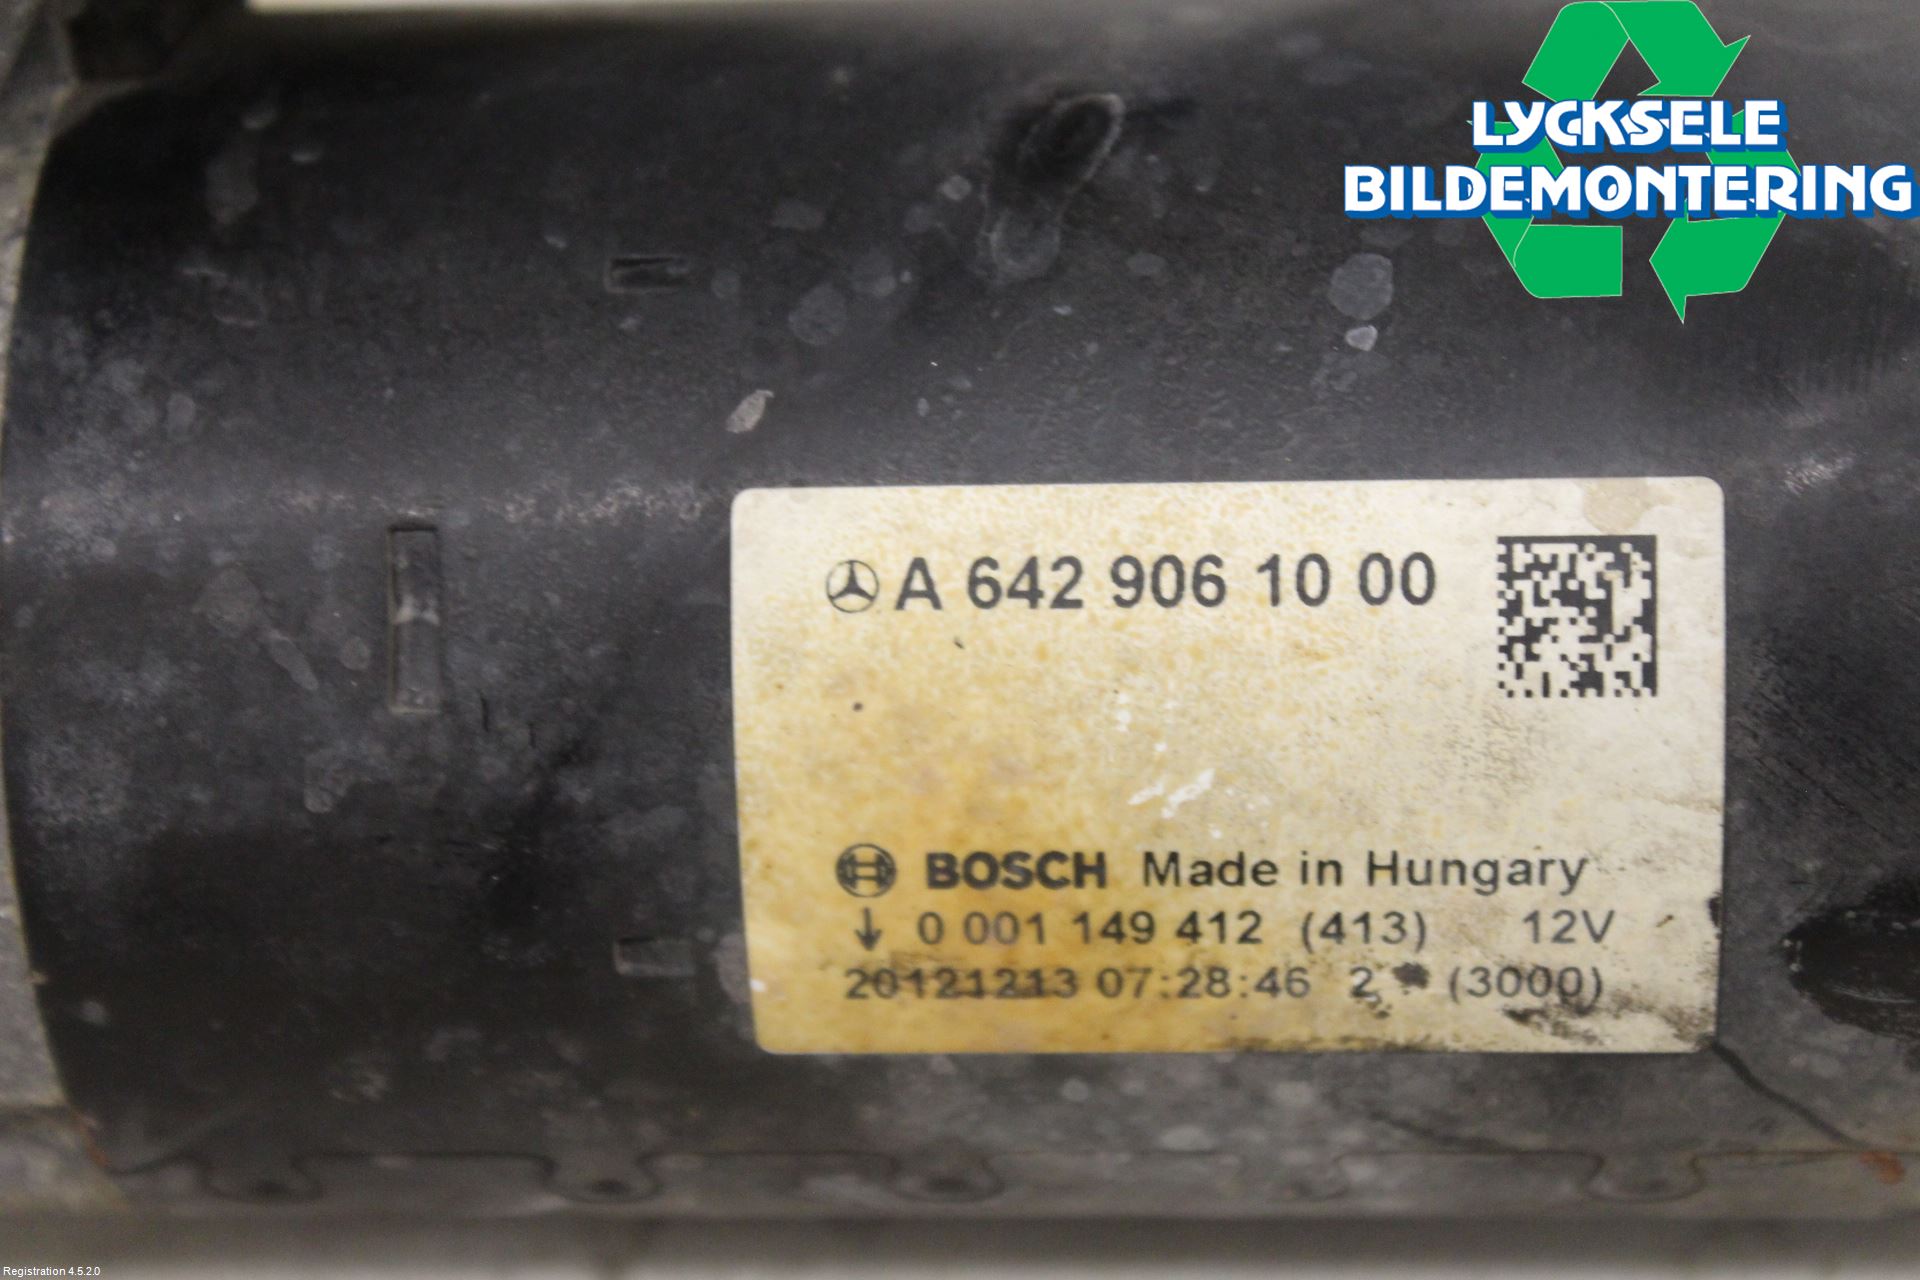 LYCKSELE
BILDEMONTERING
A 642 906 10 00
BOSCH Made in Hungary
↓ 0 001 149 412 (413) 12V
20121213 07:28:46 2 (3000)
Registration 4.5.2.0